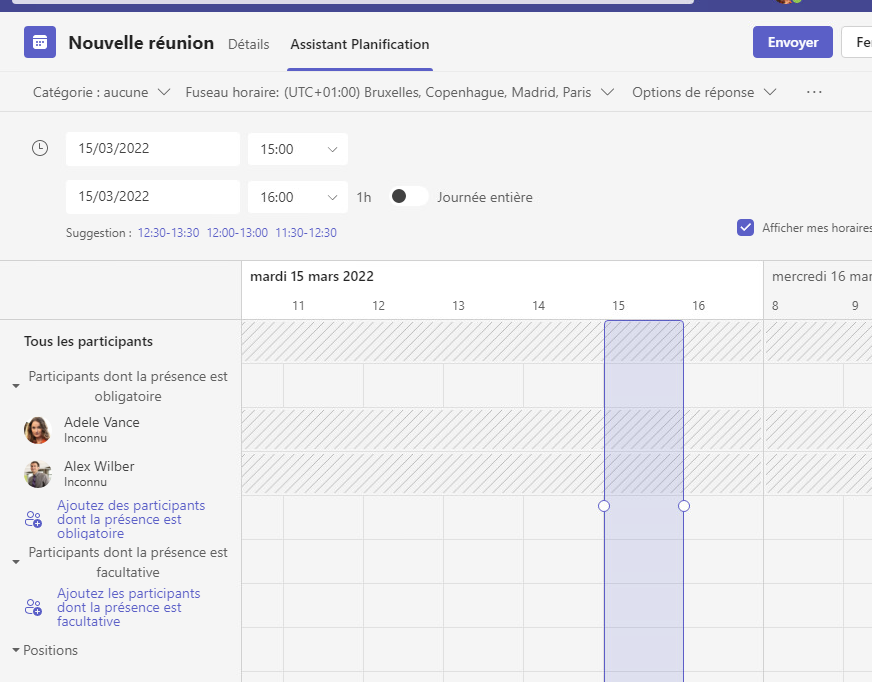 Nouvelle réunion Détails Assistant Planification Envoyer
Catégorie : aucune Fuseau horaire: (UTC+01:00) Bruxelles, Copenhague, Madrid, Paris Options de réponse ...
15/03/2022 15:00
15/03/2022 16:00 1h Journée entière
Suggestion : 12:30-13:30 12:00-13:00 11:30-12:30 Afficher mes horaires
mardi 15 mars 2022 mercredi 16 mar
11 12 13 14 15 16 8 9
Tous les participants
Participants dont la présence est
obligatoire
Adele Vance
Inconnu
Alex Wilber
Inconnu
Ajoutez des participants
dont la présence est
obligatoire
Participants dont la présence est
facultative
Ajoutez les participants
dont la présence est
facultative
Positions